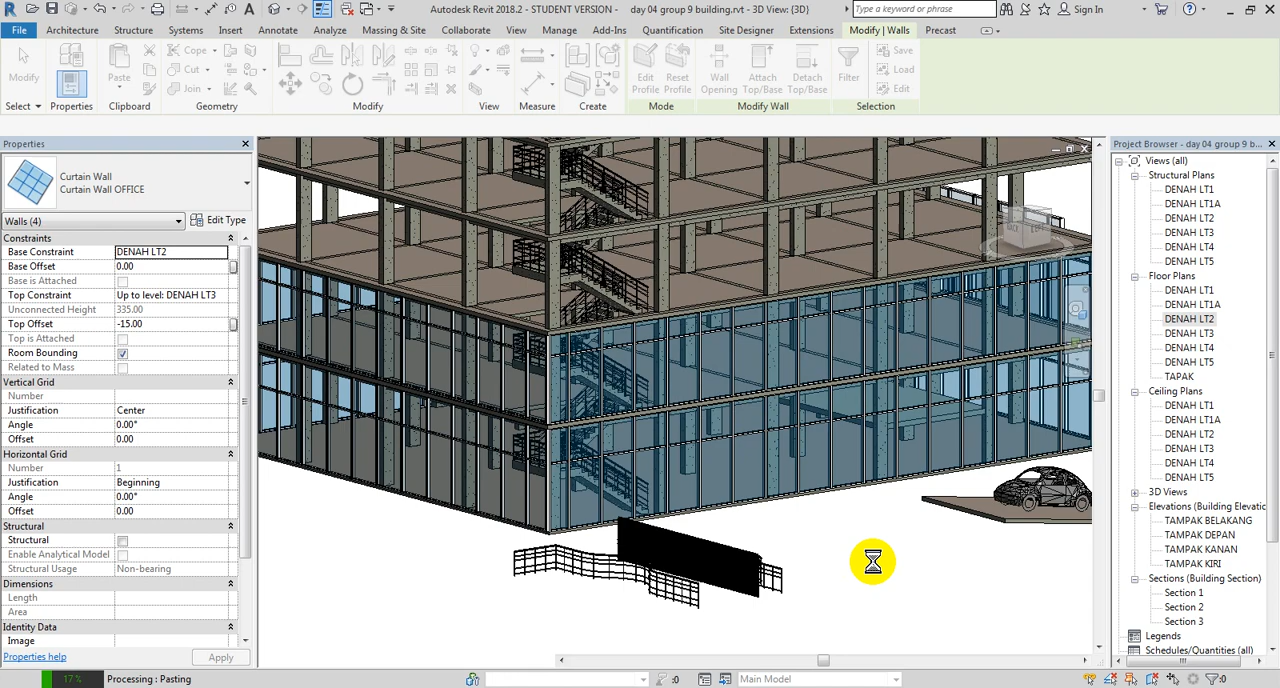 Autodesk Revit 2018.2 - STUDENT VERSION - day 04 group 9 building.rvt - 3D View: {3D}
Type a keyword or phrase
Sign In
File Architecture Structure Systems Insert Annotate Analyze Massing & Site Collaborate View Manage Add-Ins Quantification Site Designer Extensions Modify | Walls Precast
Modify
Paste
Cope
Cut
Join
Edit Profile
Reset Profile
Wall Opening
Attach Top/Base
Detach Top/Base
Filter
Save
Load
Edit
Select Properties Clipboard Geometry Modify View Measure Create Mode Modify Wall Selection
Properties
Curtain Wall
Curtain Wall OFFICE
Walls (4) Edit Type
Constraints
Base Constraint DENAH LT2
Base Offset 0.00
Base is Attached
Top Constraint Up to level: DENAH LT3
Unconnected Height 335.00
Top Offset -15.00
Top is Attached
Room Bounding
Related to Mass
Vertical Grid
Number
Justification Center
Angle 0.00°
Offset 0.00
Horizontal Grid
Number 1
Justification Beginning
Angle 0.00°
Offset 0.00
Structural
Structural
Enable Analytical Model
Structural Usage Non-bearing
Dimensions
Length
Area
Identity Data
Image
Properties help Apply
BACK LEFT
Project Browser - day 04 group 9 b...
Views (all)
Structural Plans
DENAH LT1
DENAH LT1A
DENAH LT2
DENAH LT3
DENAH LT4
DENAH LT5
Floor Plans
DENAH LT1
DENAH LT1A
DENAH LT2
DENAH LT3
DENAH LT4
DENAH LT5
TAPAK
Ceiling Plans
DENAH LT1
DENAH LT1A
DENAH LT2
DENAH LT3
DENAH LT4
DENAH LT5
3D Views
Elevations (Building Elevatic
TAMPAK BELAKANG
TAMPAK DEPAN
TAMPAK KANAN
TAMPAK KIRI
Sections (Building Section)
Section 1
Section 2
Section 3
Legends
Schedules/Quantities (all)
17 % Processing : Pasting
:0
Main Model
:0